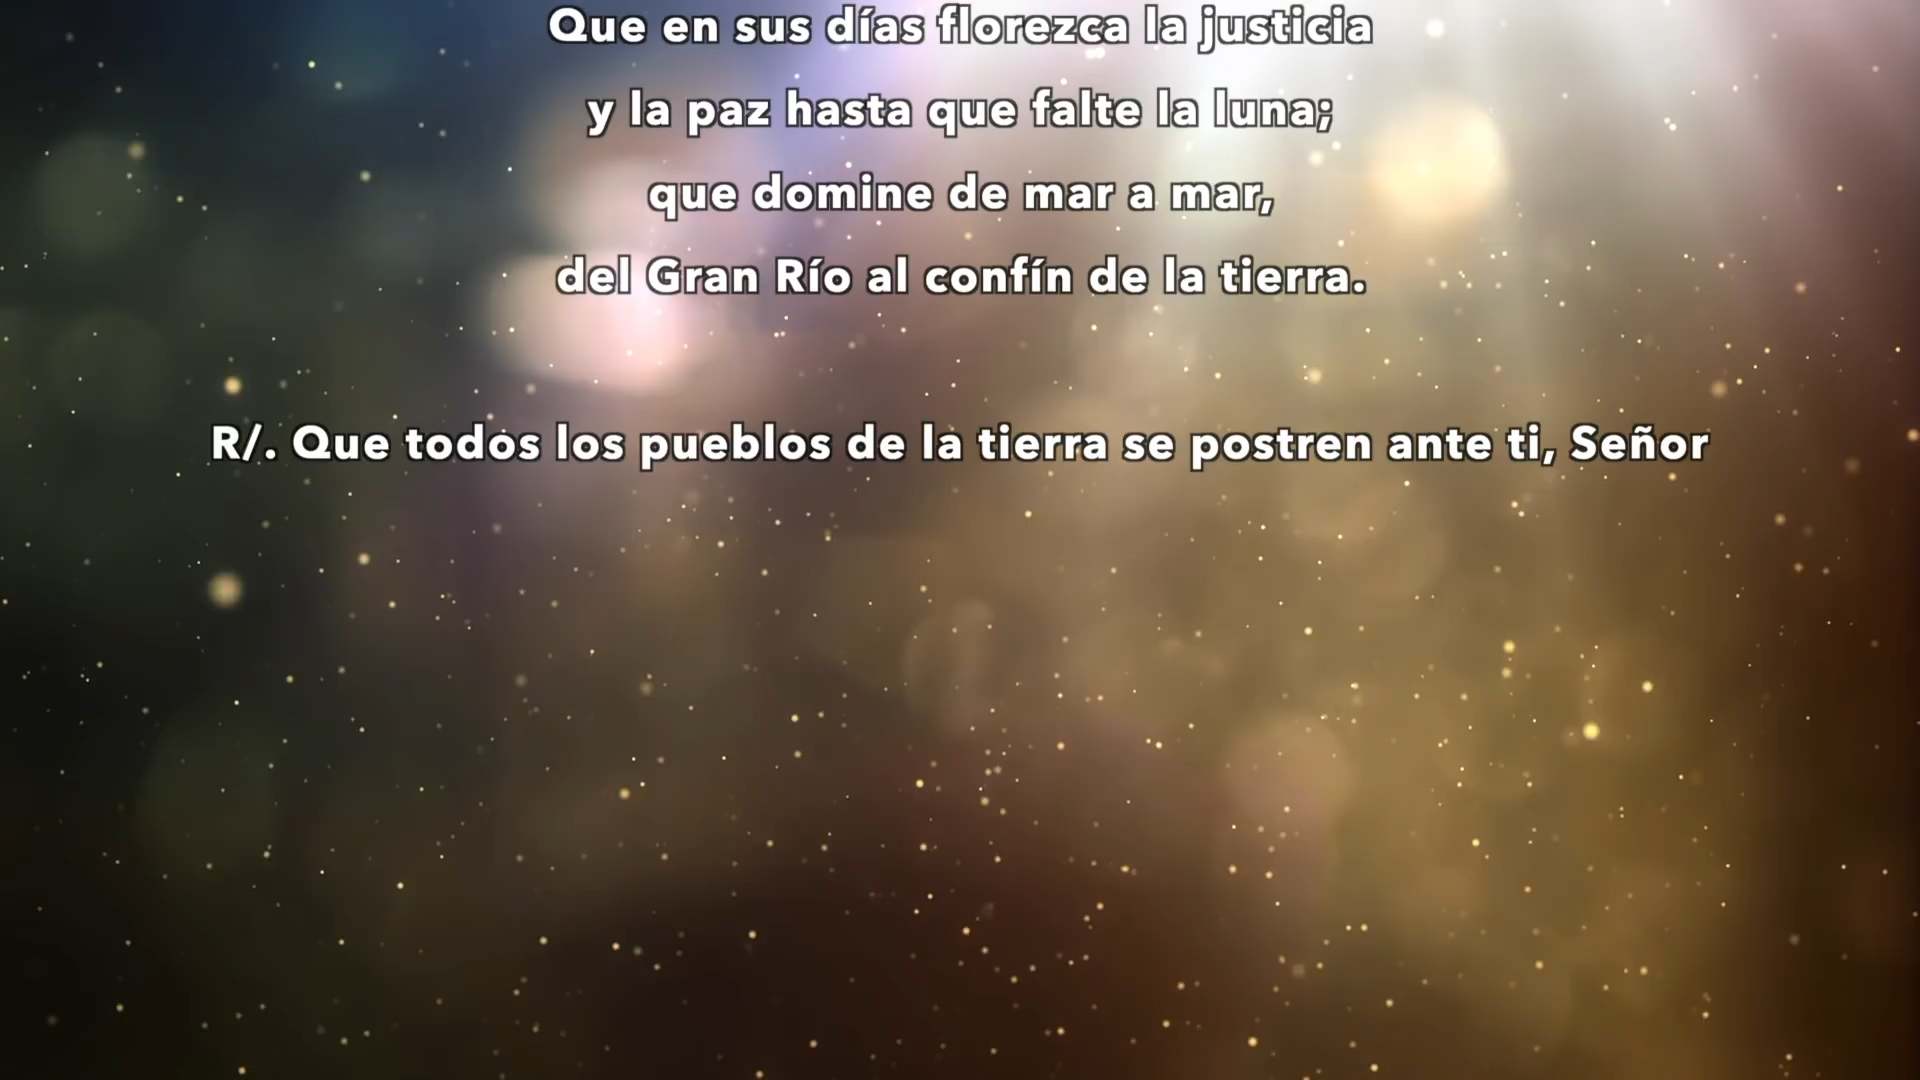 Que en sus días florezca la justicia
y la paz hasta que falte la luna;
que domine de mar a mar,
del Gran Río al confín de la tierra.
R/. Que todos los pueblos de la tierra se postren ante ti, Señor